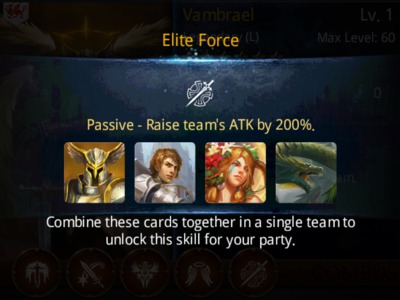 Vambrael
Lv. 1
Elite Force
(L)
Max Level: 60
Passive - Raise team's ATK by 200%.
Combine these cards together in a single team to
unlock this skill for your party.